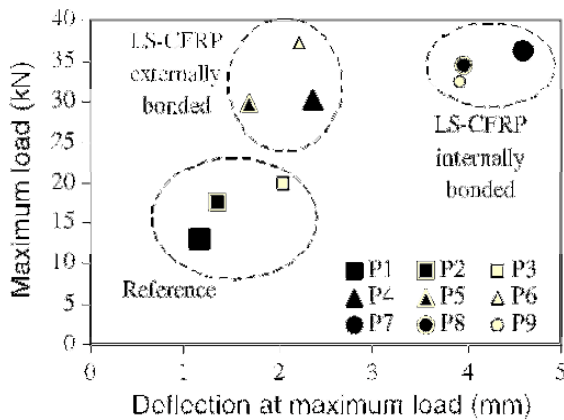 Maximum load (kN)
40
35
30
25
20
15
10
5
0
LS-CFRP
externally
bonded
LS-CFRP
internally
bonded
Reference
P1 P2 P3
P4 P5 P6
P7 P8 P9
0 1 2 3 4 5
Deflection at maximum load (mm)